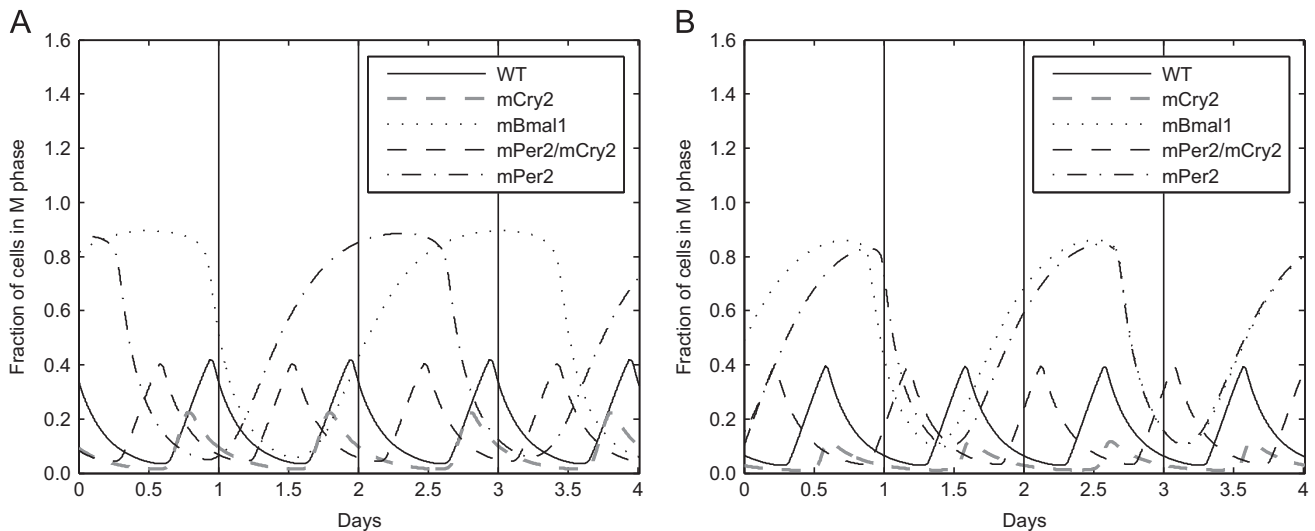 A
Fraction of cells in M phase
1.6
1.4
1.2
1.0
0.8
0.6
0.4
0.2
0.0
WT
mCry2
mBmal1
mPer2/mCry2
mPer2
0 0.5 1 1.5 2 2.5 3 3.5 4
Days
B
Fraction of cells in M phase
1.6
1.4
1.2
1.0
0.8
0.6
0.4
0.2
0.0
WT
mCry2
mBmal1
mPer2/mCry2
mPer2
0 0.5 1 1.5 2 2.5 3 3.5 4
Days